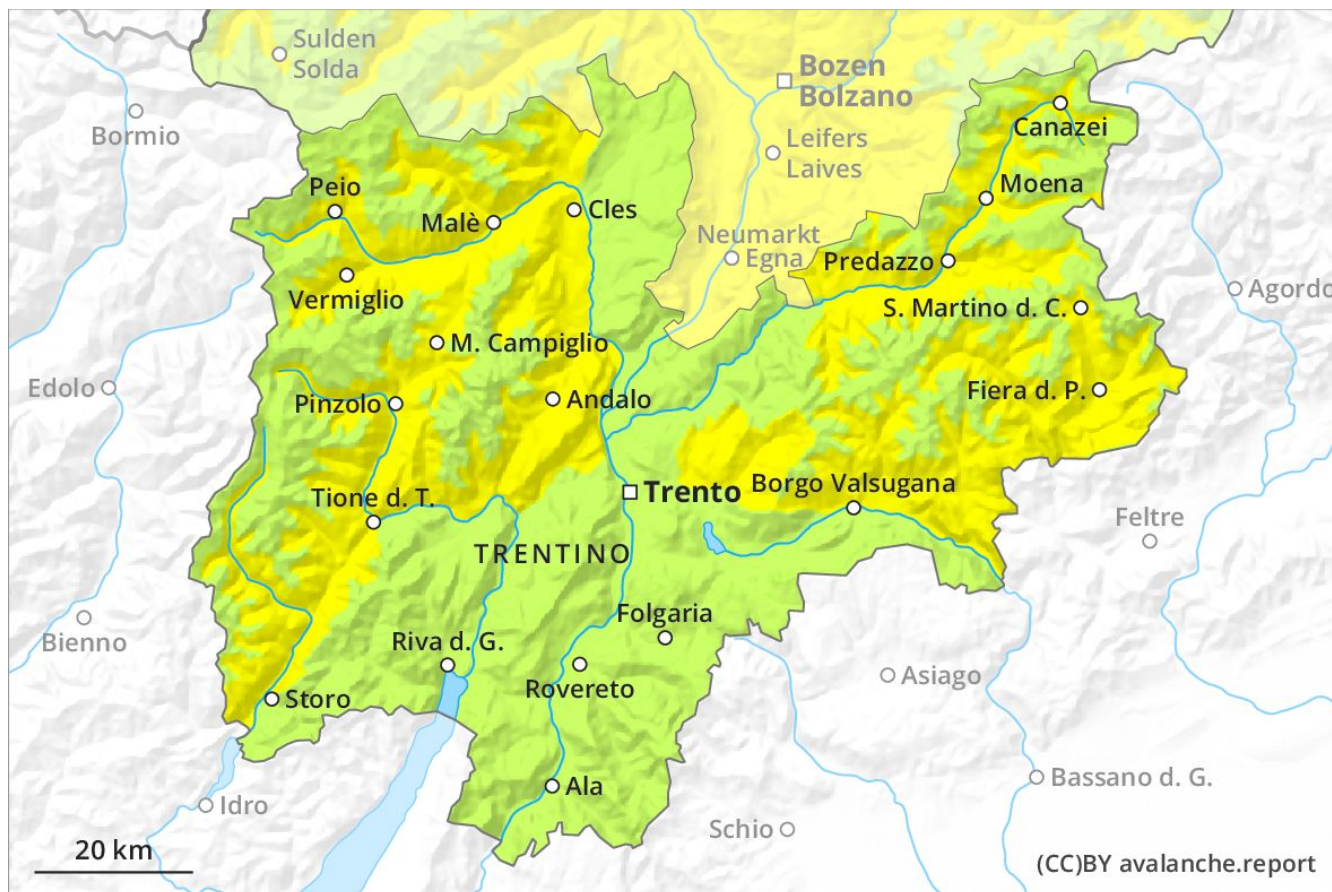 Sulden
Solda
Bozen
Bolzano
Bormio
Canazei
Leifers
Laives
Peio
Moena
Malè
Cles
Neumarkt
Egna
Predazzo
Vermiglio
Agordo
S. Martino d. C.
M. Campiglio
Edolo
Fiera d. P.
Pinzolo
Andalo
Borgo Valsugana
Trento
Tione d. T.
Feltre
TRENTINO
Folgaria
Bienno
Riva d. G.
Asiago
Rovereto
Storo
Bassano d. G.
Ala
Idro
Schio
20 km
(CC)BY avalanche.report